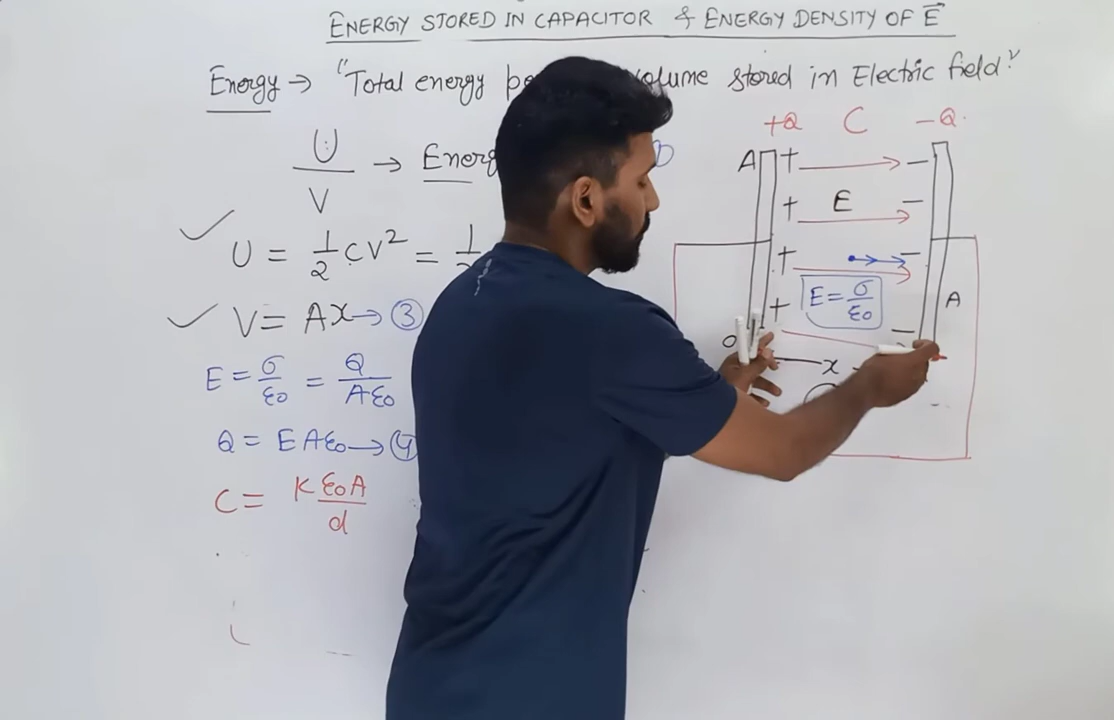 ENERGY STORED IN CAPACITOR & ENERGY DENSITY OF E⃗
Energy → "Total energy volume stored in Electric field"
U/V → Energ
U = 1/2 CV² =
V = Ax → ③
E = σ/ε₀ = Q/Aε₀
Q = EAε₀ → ④
C = Kε₀A/d
+Q C -Q
A + −
+ E −
+ −
+ E = σ/ε₀ A
−
x